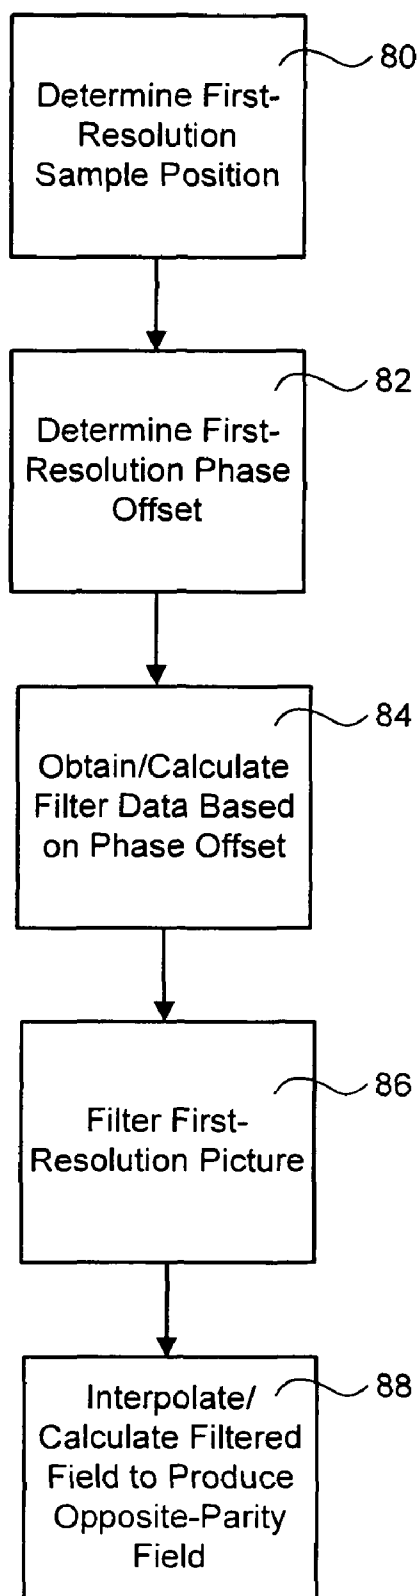 80
Determine First-
Resolution
Sample Position
82
Determine First-
Resolution Phase
Offset
84
Obtain/Calculate
Filter Data Based
on Phase Offset
86
Filter First-
Resolution Picture
88
Interpolate/
Calculate Filtered
Field to Produce
Opposite-Parity
Field